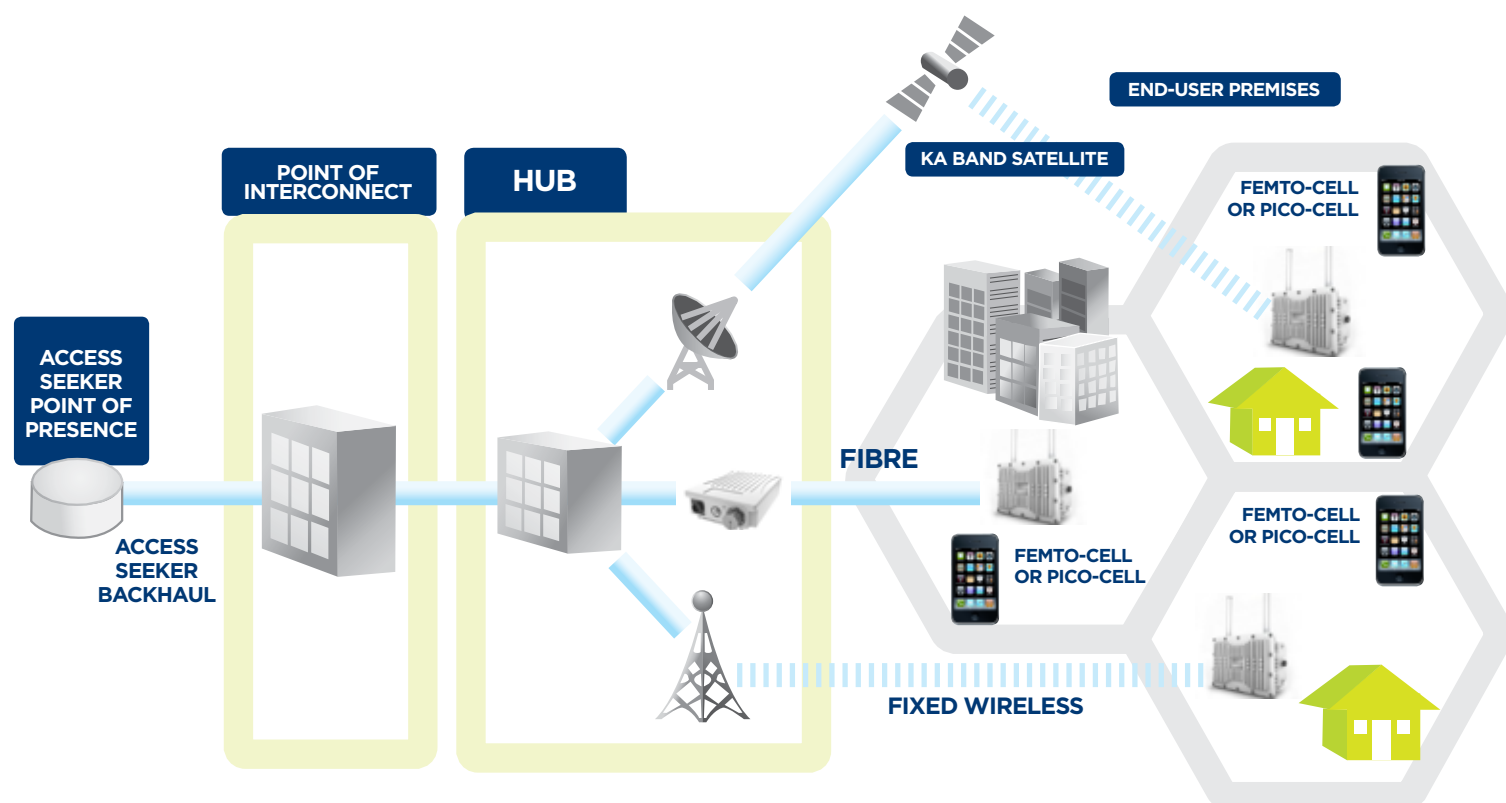 END-USER PREMISES
KA BAND SATELLITE
POINT OF
INTERCONNECT
HUB
FEMTO-CELL
OR PICO-CELL
ACCESS
SEEKER
POINT OF
PRESENCE
FIBRE
ACCESS
SEEKER
BACKHAUL
FEMTO-CELL
OR PICO-CELL
FEMTO-CELL
OR PICO-CELL
FIXED WIRELESS